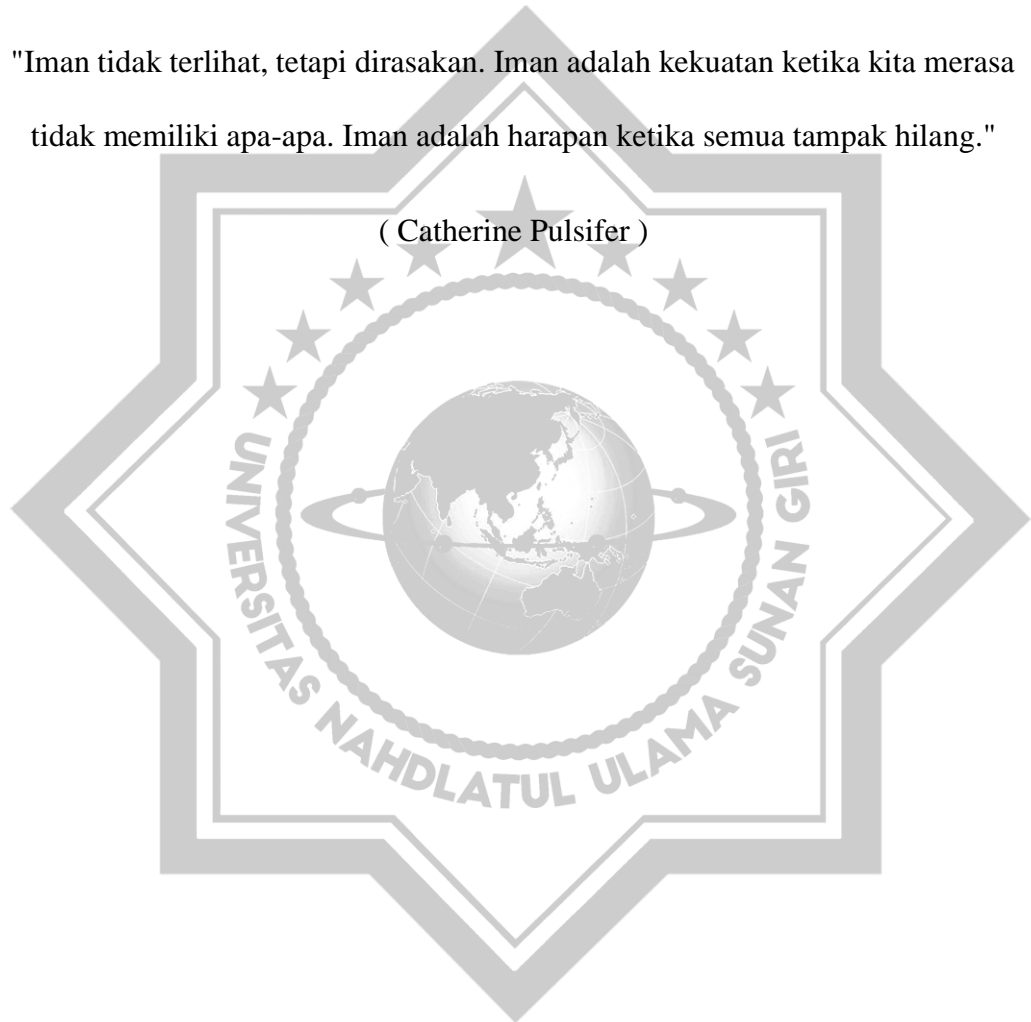 "Iman tidak terlihat, tetapi dirasakan. Iman adalah kekuatan ketika kita merasa
tidak memiliki apa-apa. Iman adalah harapan ketika semua tampak hilang."
( Catherine Pulsifer )
UNIVERSITAS NAHDLATUL ULAMA SUNAN GIRI